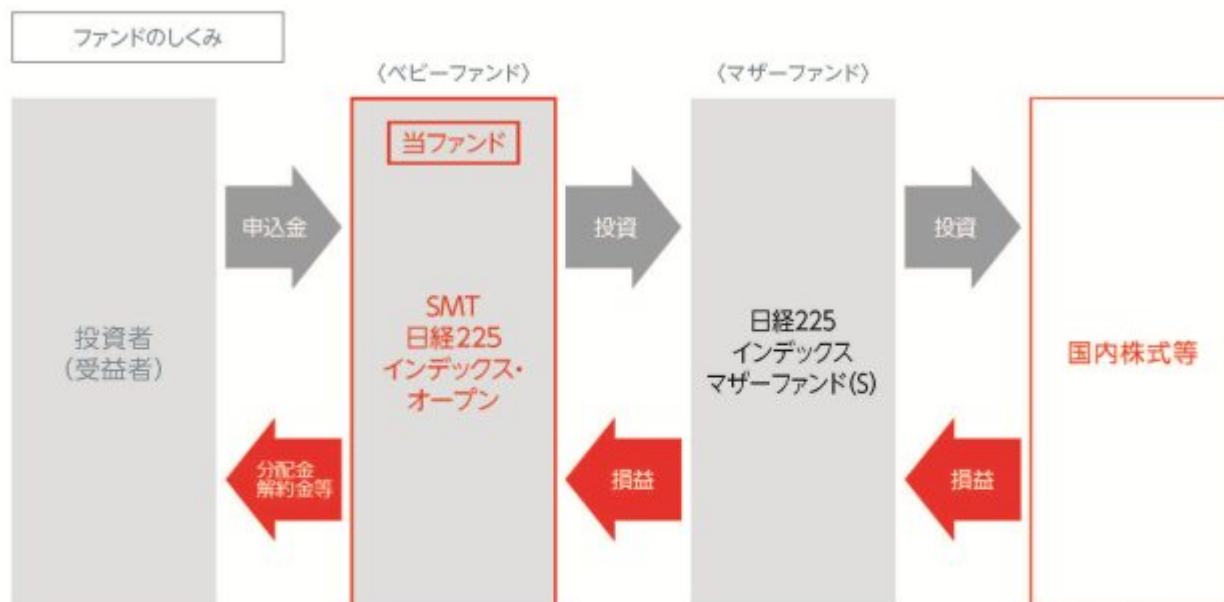 ファンドのしくみ
〈ベビーファンド〉
〈マザーファンド〉
当ファンド
申込金
投資
投資
投資者
(受益者)
SMT
日経225
インデックス・
オープン
日経225
インデックス
マザーファンド(S)
国内株式等
分配金
解約金等
損益
損益